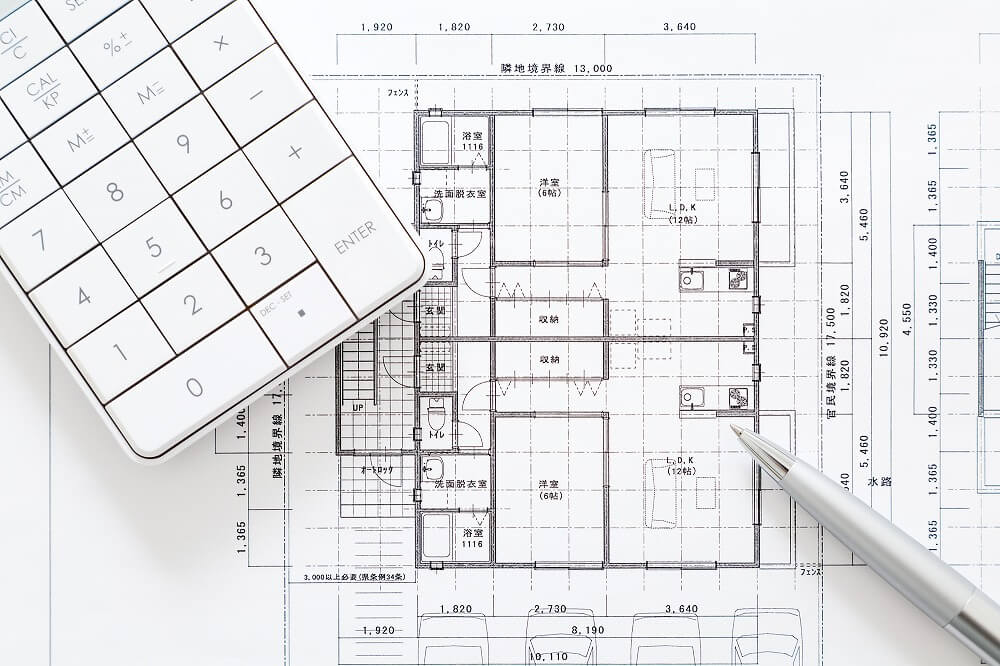 CI
C
CAL
KP
%±
×
M=
−
M±
9
+
CM
8
6
7
5
3
ENTER
4
2
DEC-SET
.
1
0
1,920 1,820 2,730 3,640
隣地境界線 13,000
フェンス
浴室
1116
洋室
(6帖)
L.D.K
(12帖)
洗面脱衣室
トイレ
玄関
収納
玄関
収納
UP
トイレ
オートロック
洗面脱衣室
洋室
(6帖)
L.D.K
(12帖)
浴室
1116
3,640
1,820
1,820
5,460
5,460
10,920
官民境界線 17,500
水路
フェンス
1,365
1,400
1,330
1,330
1,400
1,365
4,550
1,365
1,365
隣地境界線
3,000以上必要(県条例34条)
1,820 2,730 3,640
1,920 8,190
10,110